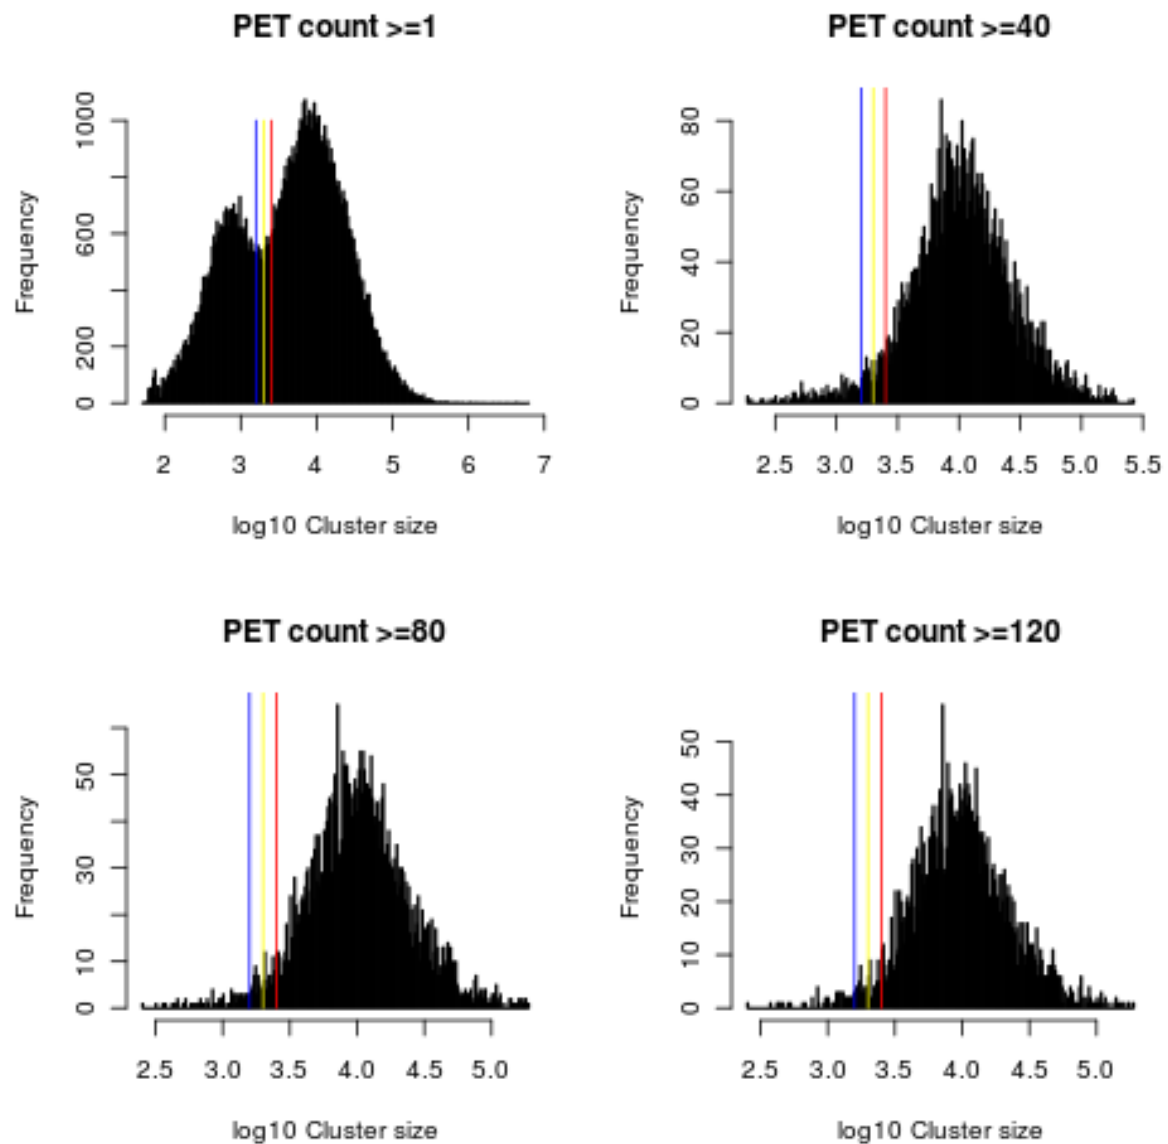 PET count >=1
Frequency
1000
600
200
0
2 3 4 5 6 7
log10 Cluster size
PET count >=40
Frequency
80
60
40
20
0
2.5 3.0 3.5 4.0 4.5 5.0 5.5
log10 Cluster size
PET count >=80
Frequency
50
30
10
0
2.5 3.0 3.5 4.0 4.5 5.0
log10 Cluster size
PET count >=120
Frequency
50
40
30
20
10
0
2.5 3.0 3.5 4.0 4.5 5.0
log10 Cluster size